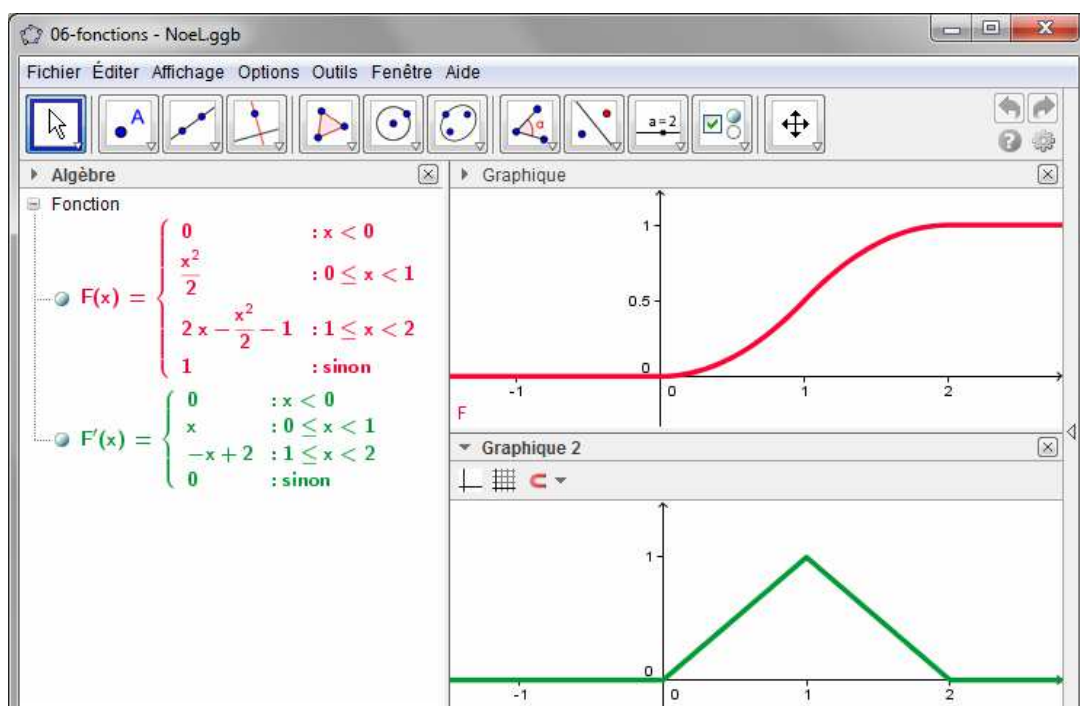 06-fonctions - NoeL.ggb
Fichier Éditer Affichage Options Outils Fenêtre Aide
A
α
a = 2
Algèbre
Fonction
F(x) =
0 : x < 0
x²/2 : 0 ≤ x < 1
2 x − x²/2 − 1 : 1 ≤ x < 2
1 : sinon
F′(x) =
0 : x < 0
x : 0 ≤ x < 1
−x + 2 : 1 ≤ x < 2
0 : sinon
Graphique
1
0.5
0
-1 0 1 2
F
Graphique 2
1
0
-1 0 1 2